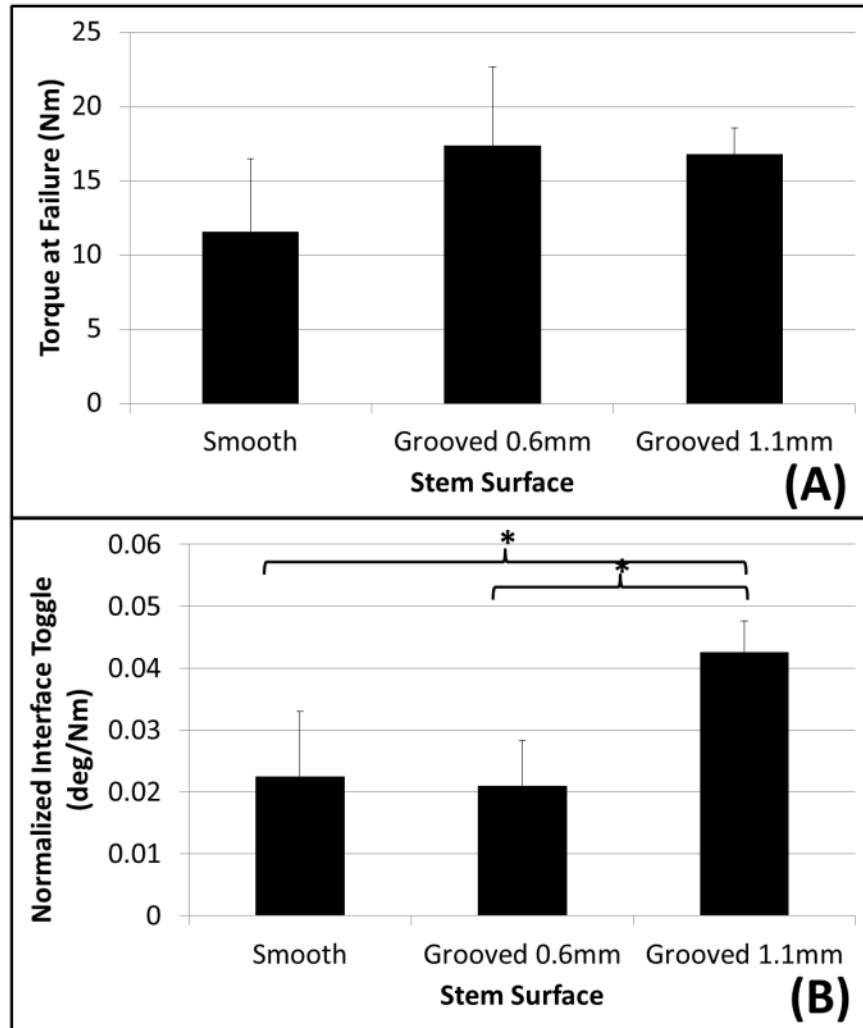 25
20
15
10
5
0
Torque at Failure (Nm)
Smooth Grooved 0.6mm Grooved 1.1mm
Stem Surface
(A)
0.06
0.05
0.04
0.03
0.02
0.01
0
*
*
Normalized Interface Toggle
(deg/Nm)
Smooth Grooved 0.6mm Grooved 1.1mm
Stem Surface
(B)